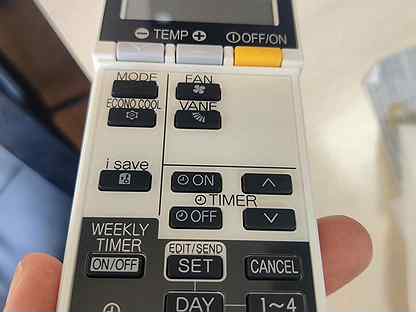 TEMP
OFF/ON
MODE
FAN
ECONO COOL
VANE
i save
ON
TIMER
OFF
WEEKLY
TIMER
ON/OFF
EDIT/SEND
SET
CANCEL
DAY
1~4